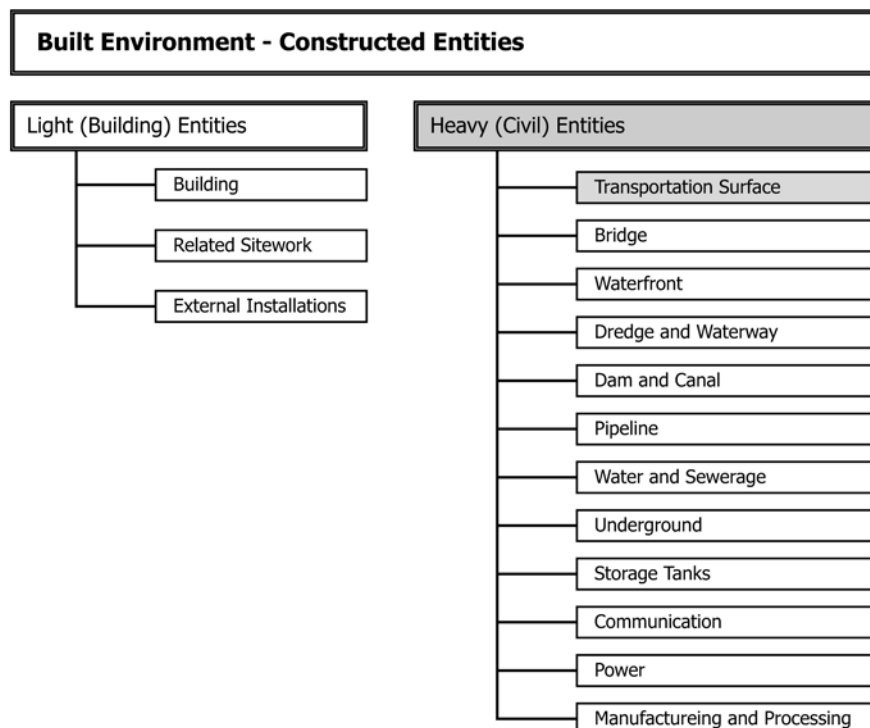 Built Environment - Constructed Entities
Light (Building) Entities
Building
Related Sitework
External Installations
Heavy (Civil) Entities
Transportation Surface
Bridge
Waterfront
Dredge and Waterway
Dam and Canal
Pipeline
Water and Sewerage
Underground
Storage Tanks
Communication
Power
Manufactureing and Processing